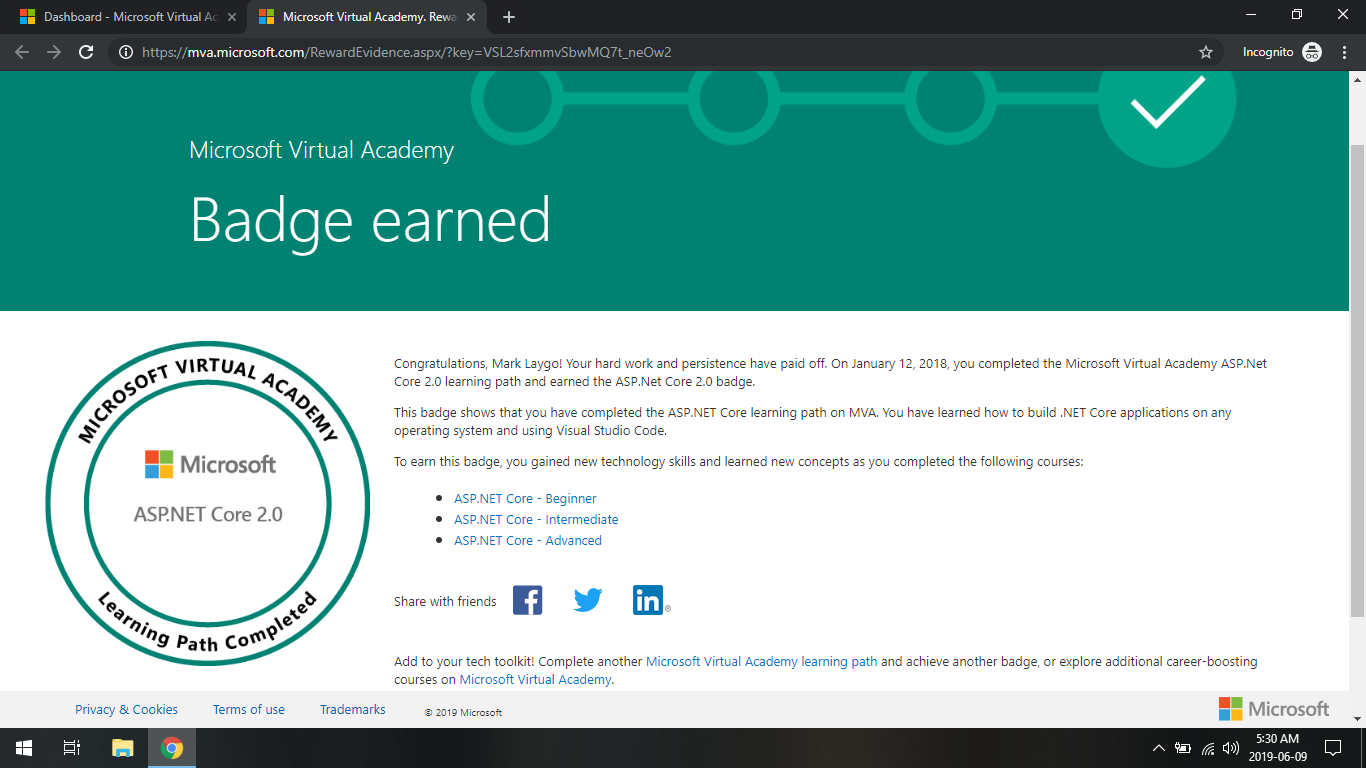 Dashboard - Microsoft Virtual Ac
Microsoft Virtual Academy. Rewa
https://mva.microsoft.com/RewardEvidence.aspx/?key=VSL2sfxmmvSbwMQ7t_neOw2
Incognito
Microsoft Virtual Academy
Badge earned
MICROSOFT VIRTUAL ACADEMY
Microsoft
ASP.NET Core 2.0
Learning Path Completed
Congratulations, Mark Laygo! Your hard work and persistence have paid off. On January 12, 2018, you completed the Microsoft Virtual Academy ASP.Net
Core 2.0 learning path and earned the ASP.Net Core 2.0 badge.
This badge shows that you have completed the ASP.NET Core learning path on MVA. You have learned how to build .NET Core applications on any
operating system and using Visual Studio Code.
To earn this badge, you gained new technology skills and learned new concepts as you completed the following courses:
ASP.NET Core - Beginner
ASP.NET Core - Intermediate
ASP.NET Core - Advanced
Share with friends
in ®
Add to your tech toolkit! Complete another Microsoft Virtual Academy learning path and achieve another badge, or explore additional career-boosting
courses on Microsoft Virtual Academy.
Privacy & Cookies Terms of use Trademarks © 2019 Microsoft
Microsoft
5:30 AM
2019-06-09